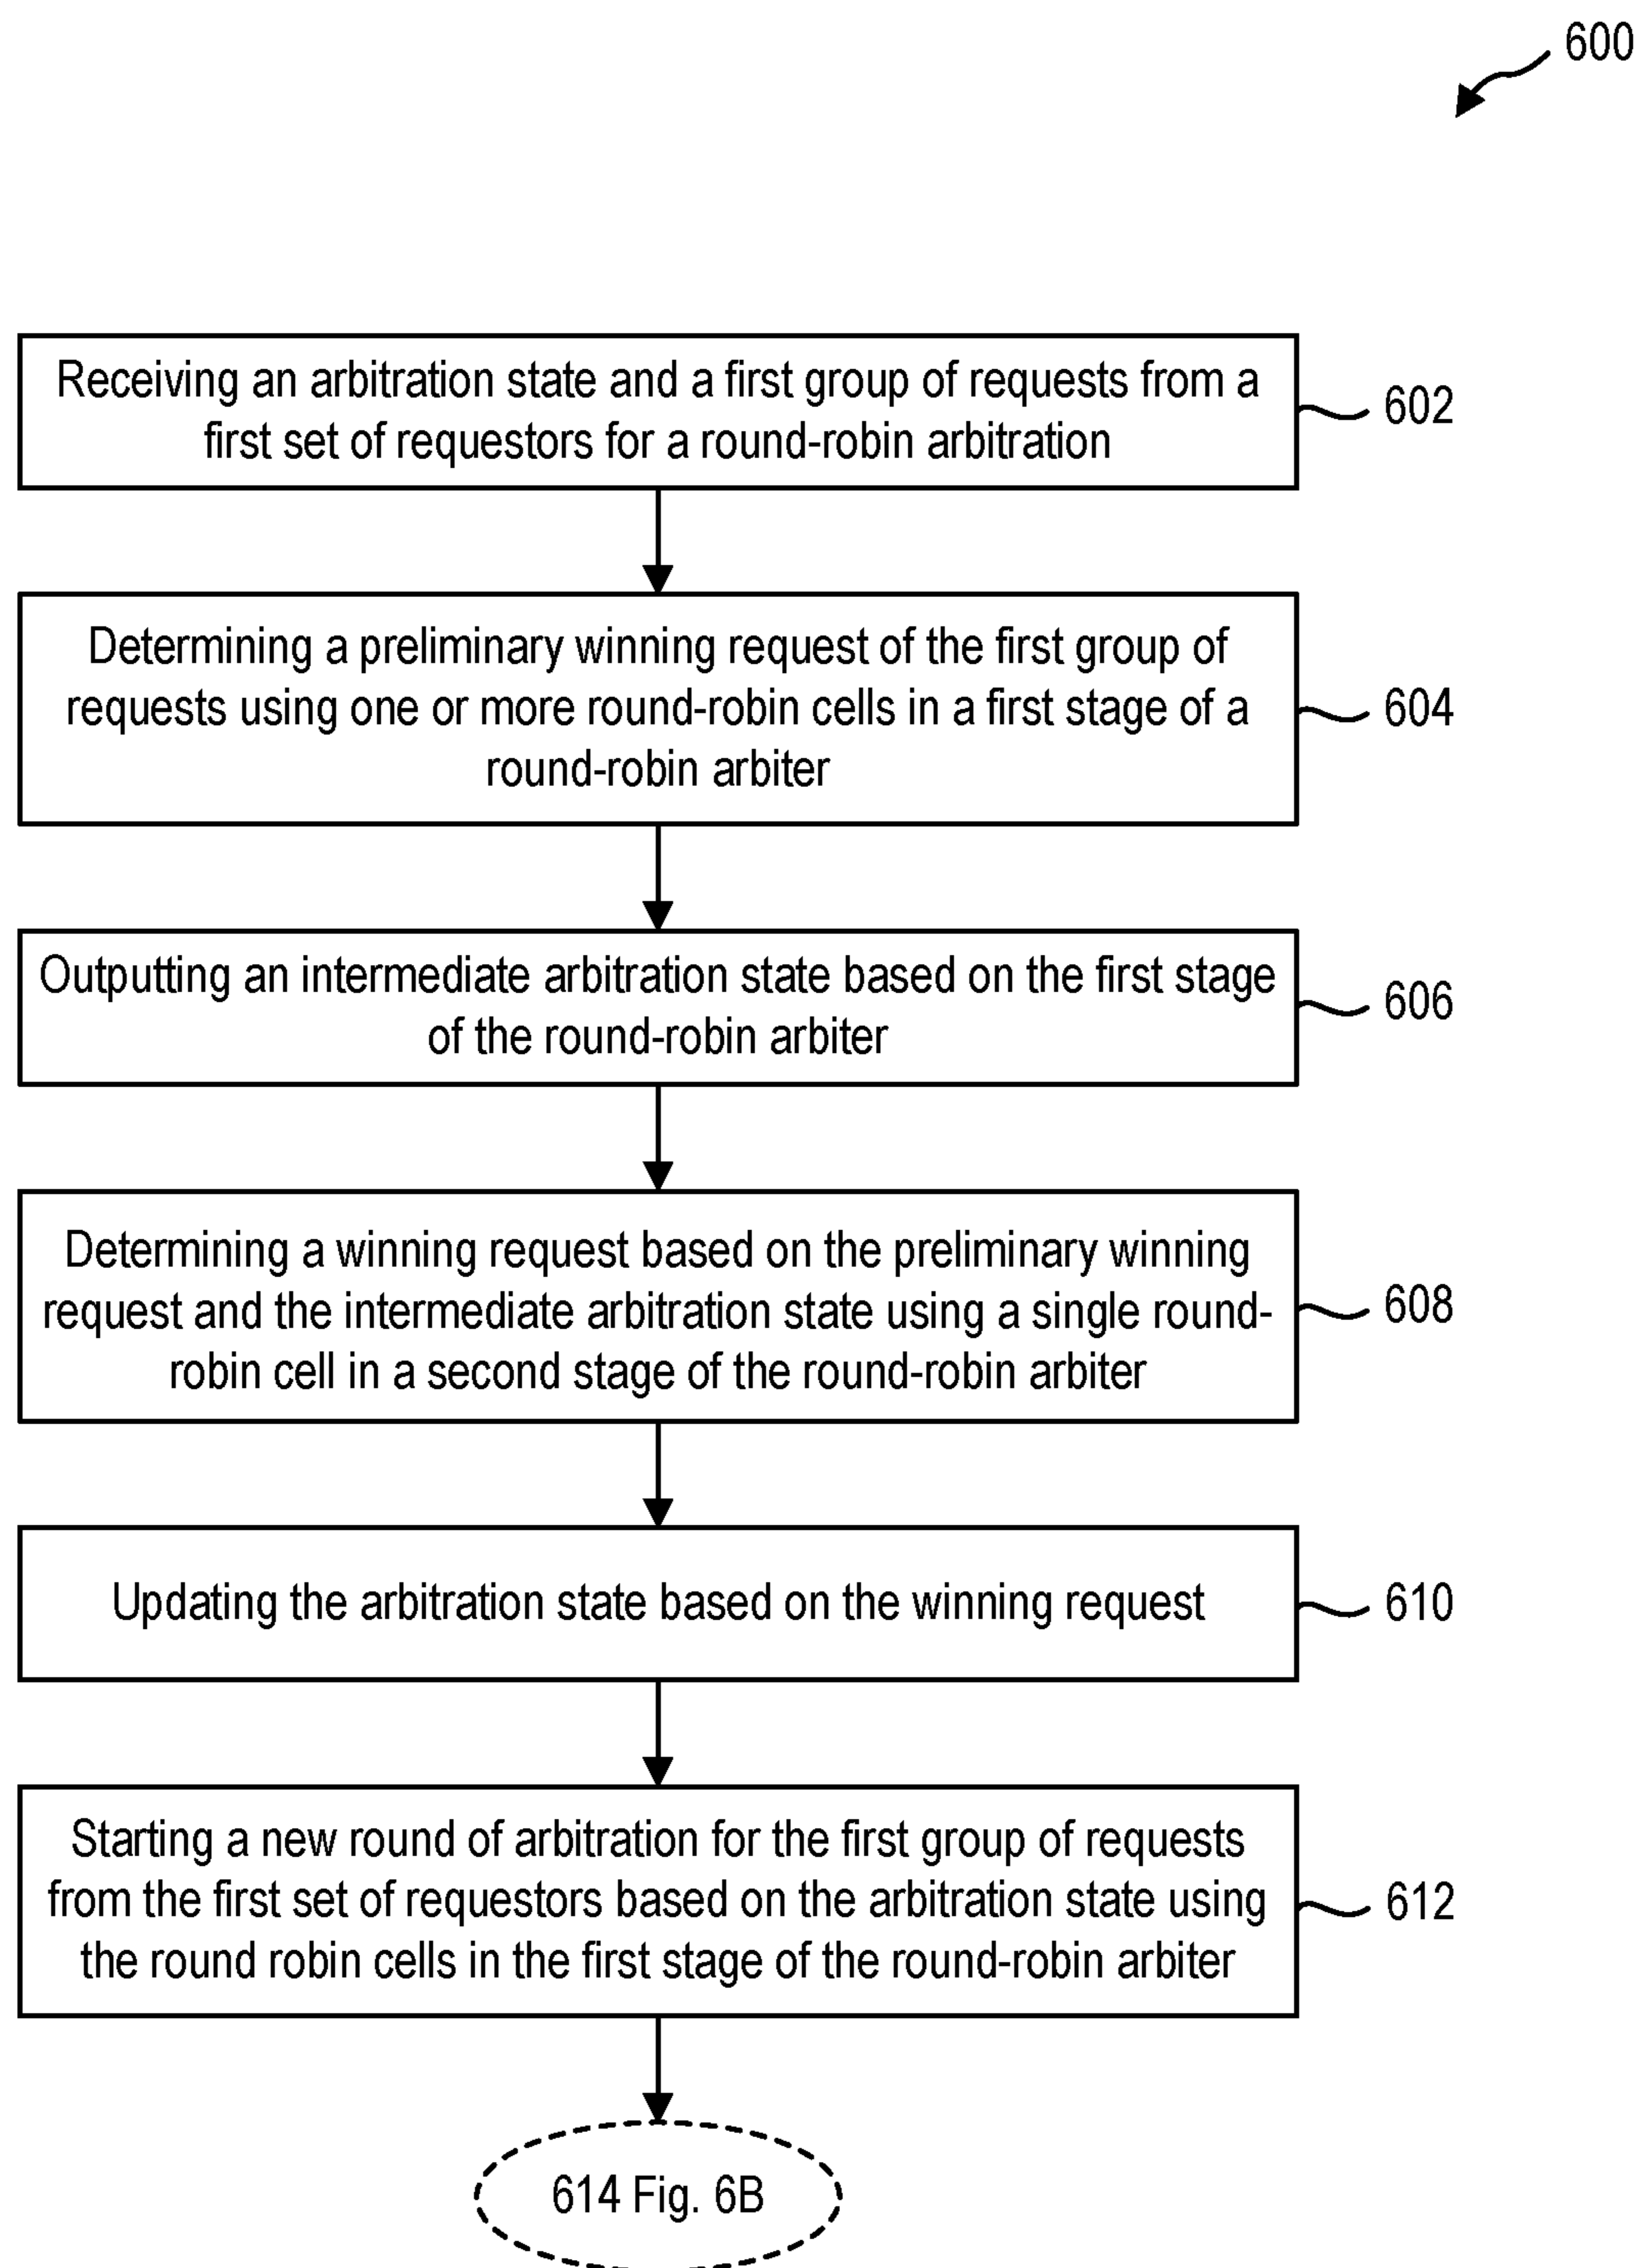 600
Receiving an arbitration state and a first group of requests from a
first set of requestors for a round-robin arbitration
602
Determining a preliminary winning request of the first group of
requests using one or more round-robin cells in a first stage of a
round-robin arbiter
604
Outputting an intermediate arbitration state based on the first stage
of the round-robin arbiter
606
Determining a winning request based on the preliminary winning
request and the intermediate arbitration state using a single round-
robin cell in a second stage of the round-robin arbiter
608
Updating the arbitration state based on the winning request
610
Starting a new round of arbitration for the first group of requests
from the first set of requestors based on the arbitration state using
the round robin cells in the first stage of the round-robin arbiter
612
614 Fig. 6B